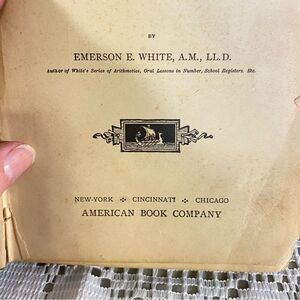 BY
EMERSON E. WHITE, A.M., LL.D.
Author of White's Series of Arithmetics, Oral Lessons in Number, School Registers, Etc.
NEW-YORK ⁘ CINCINNATI ⁘ CHICAGO
AMERICAN BOOK COMPANY